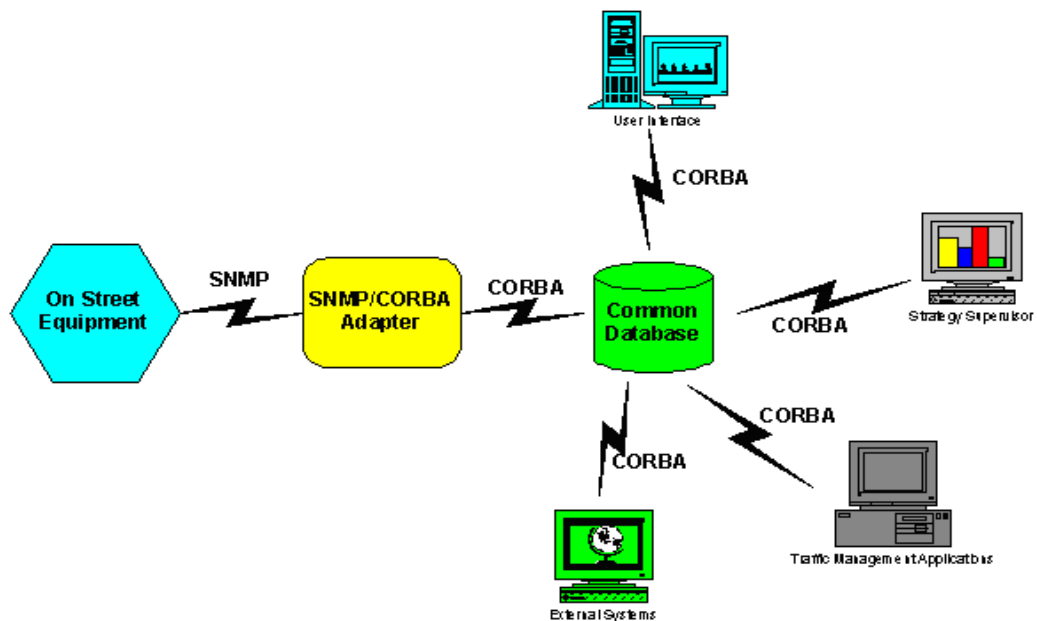 User Interface
CORBA
SNMP
On Street
Equipment
SNMP/CORBA
Adapter
CORBA
Common
Database
CORBA
Strategy Supervisor
CORBA
CORBA
Traffic Management Applications
External Systems